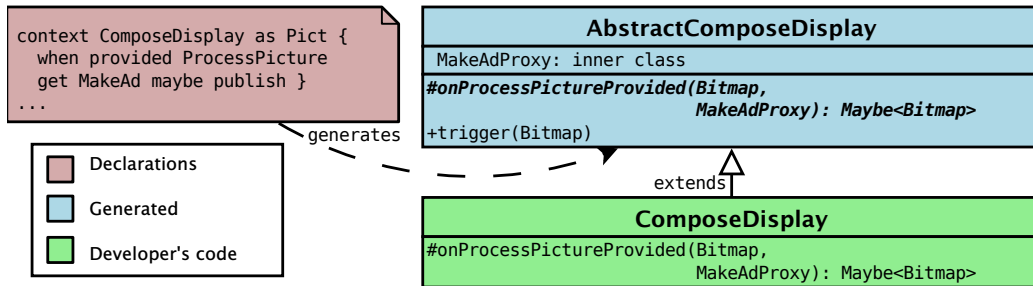 context ComposeDisplay as Pict {
when provided ProcessPicture
get MakeAd maybe publish }
...
generates
Declarations
Generated
Developer's code
AbstractComposeDisplay
MakeAdProxy: inner class
#onProcessPictureProvided(Bitmap,
MakeAdProxy): Maybe<Bitmap>
+trigger(Bitmap)
extends
ComposeDisplay
#onProcessPictureProvided(Bitmap,
MakeAdProxy): Maybe<Bitmap>